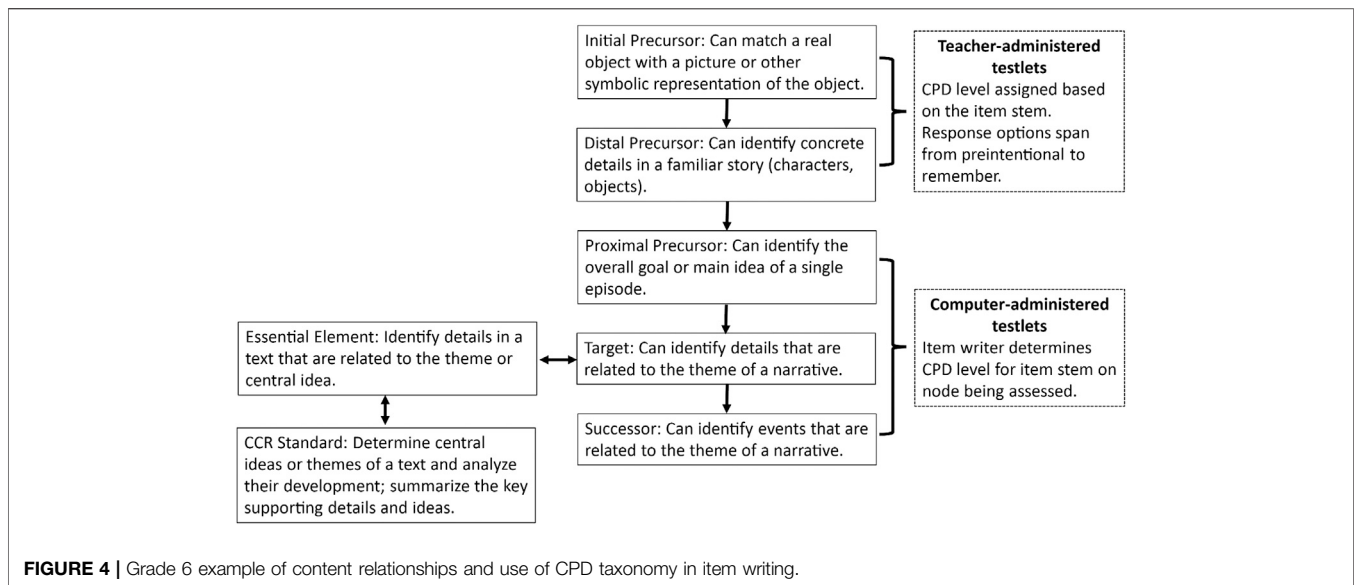 Initial Precursor: Can match a real
object with a picture or other
symbolic representation of the object.
Teacher-administered
testlets
CPD level assigned based
on the item stem.
Response options span
from preintentional to
remember.
Distal Precursor: Can identify concrete
details in a familiar story (characters,
objects).
Proximal Precursor: Can identify the
overall goal or main idea of a single
episode.
Computer-administered
testlets
Item writer determines
CPD level for item stem on
node being assessed.
Essential Element: Identify details in a
text that are related to the theme or
central idea.
Target: Can identify details that are
related to the theme of a narrative.
Successor: Can identify events that are
related to the theme of a narrative.
CCR Standard: Determine central
ideas or themes of a text and analyze
their development; summarize the key
supporting details and ideas.
FIGURE 4 | Grade 6 example of content relationships and use of CPD taxonomy in item writing.